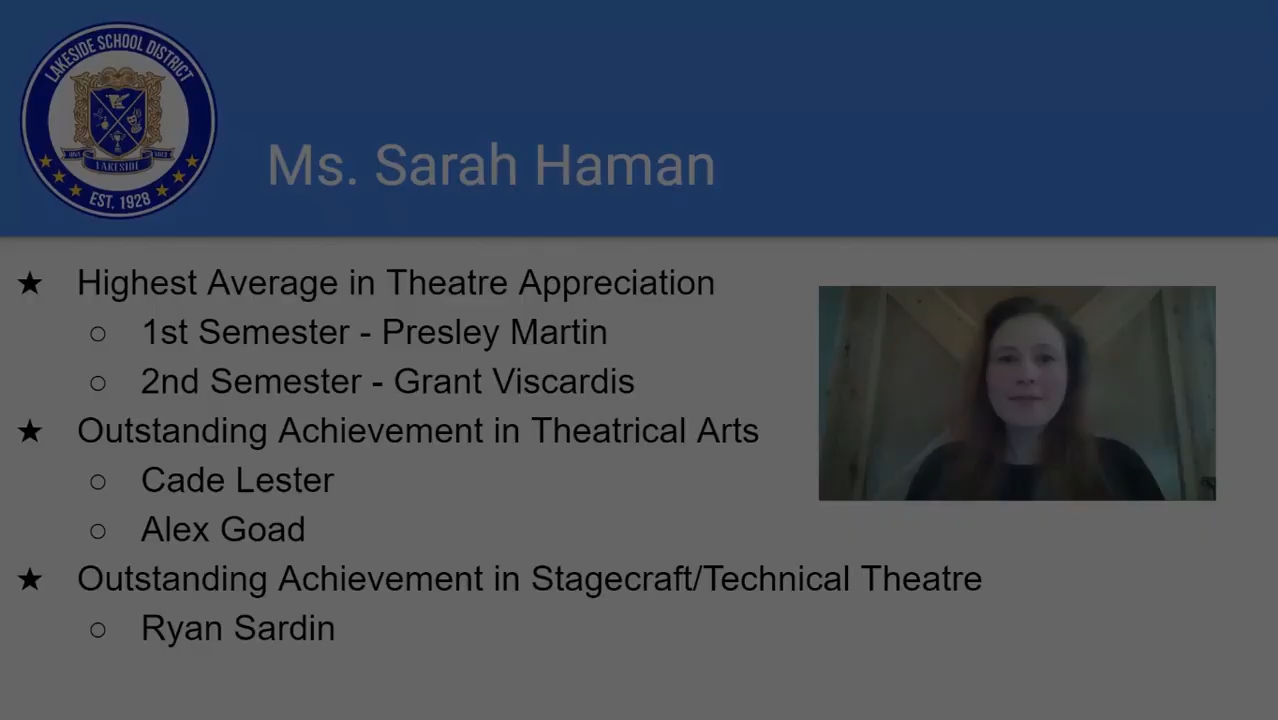 LAKESIDE SCHOOL DISTRICT
LAKESIDE
EST. 1928
Ms. Sarah Haman
★ Highest Average in Theatre Appreciation
○ 1st Semester - Presley Martin
○ 2nd Semester - Grant Viscardis
★ Outstanding Achievement in Theatrical Arts
○ Cade Lester
○ Alex Goad
★ Outstanding Achievement in Stagecraft/Technical Theatre
○ Ryan Sardin